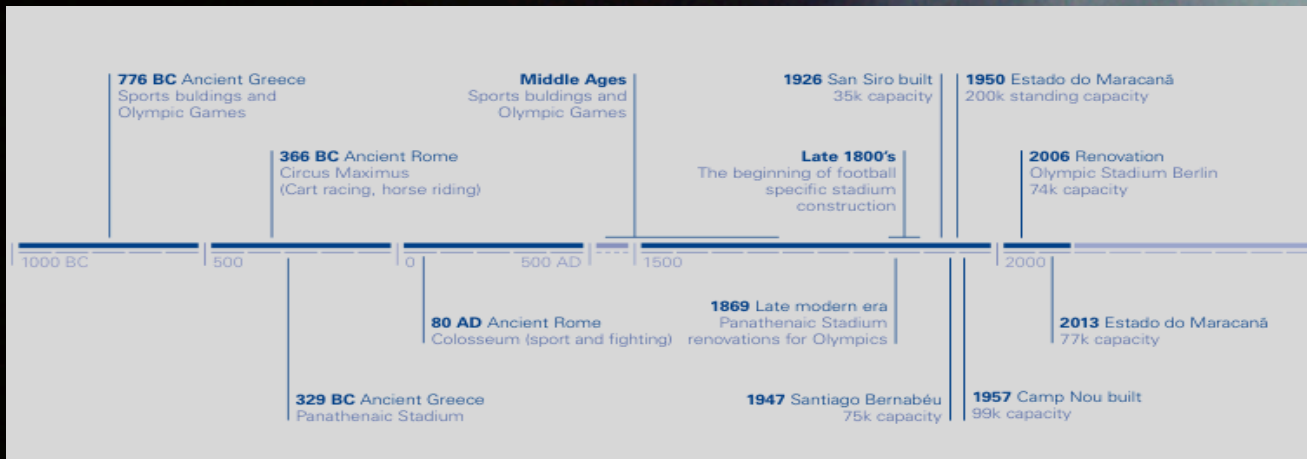 776 BC Ancient Greece
Sports buldings and
Olympic Games
Middle Ages
Sports buldings and
Olympic Games
1926 San Siro built
35k capacity
1950 Estado do Maracanã
200k standing capacity
366 BC Ancient Rome
Circus Maximus
(Cart racing, horse riding)
Late 1800's
The beginning of football
specific stadium
construction
2006 Renovation
Olympic Stadium Berlin
74k capacity
1000 BC
500
0
500 AD
1500
2000
80 AD Ancient Rome
Colosseum (sport and fighting)
1869 Late modern era
Panathenaic Stadium
renovations for Olympics
2013 Estado do Maracanã
77k capacity
329 BC Ancient Greece
Panathenaic Stadium
1947 Santiago Bernabéu
75k capacity
1957 Camp Nou built
99k capacity